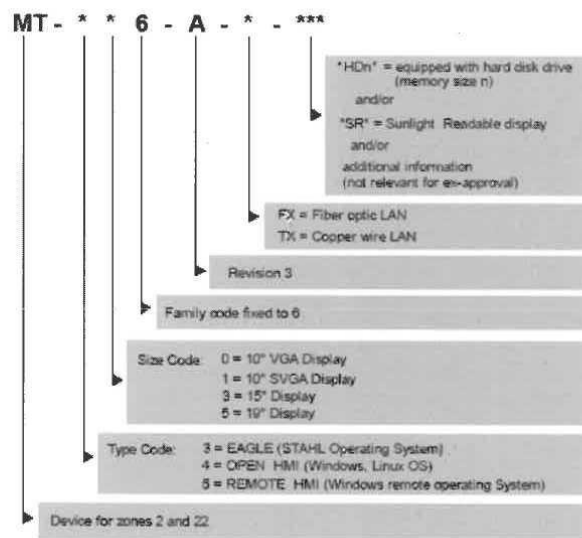 MT - * * 6 - A - * - ***
"HDn" = equipped with hard disk drive
(memory size n)
and/or
"SR" = Sunlight Readable display
and/or
additional information
(not relevant for ex-approval)
FX = Fiber optic LAN
TX = Copper wire LAN
Revision 3
Family code fixed to 6
Size Code: 0 = 10" VGA Display
1 = 10" SVGA Display
3 = 15" Display
5 = 19" Display
Type Code: 3 = EAGLE (STAHL Operating System)
4 = OPEN HMI (Windows, Linux OS)
5 = REMOTE HMI (Windows remote operating System)
Device for zones 2 and 22